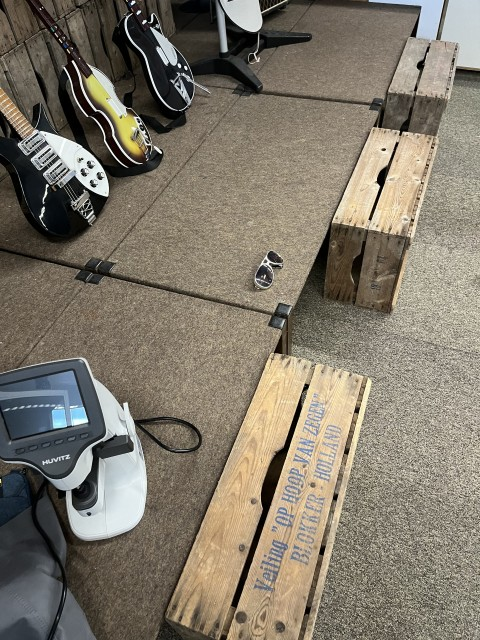 HUVITZ
Veiling "OP HOOP VAN ZEGEN"
BLOKKER - HOLLAND